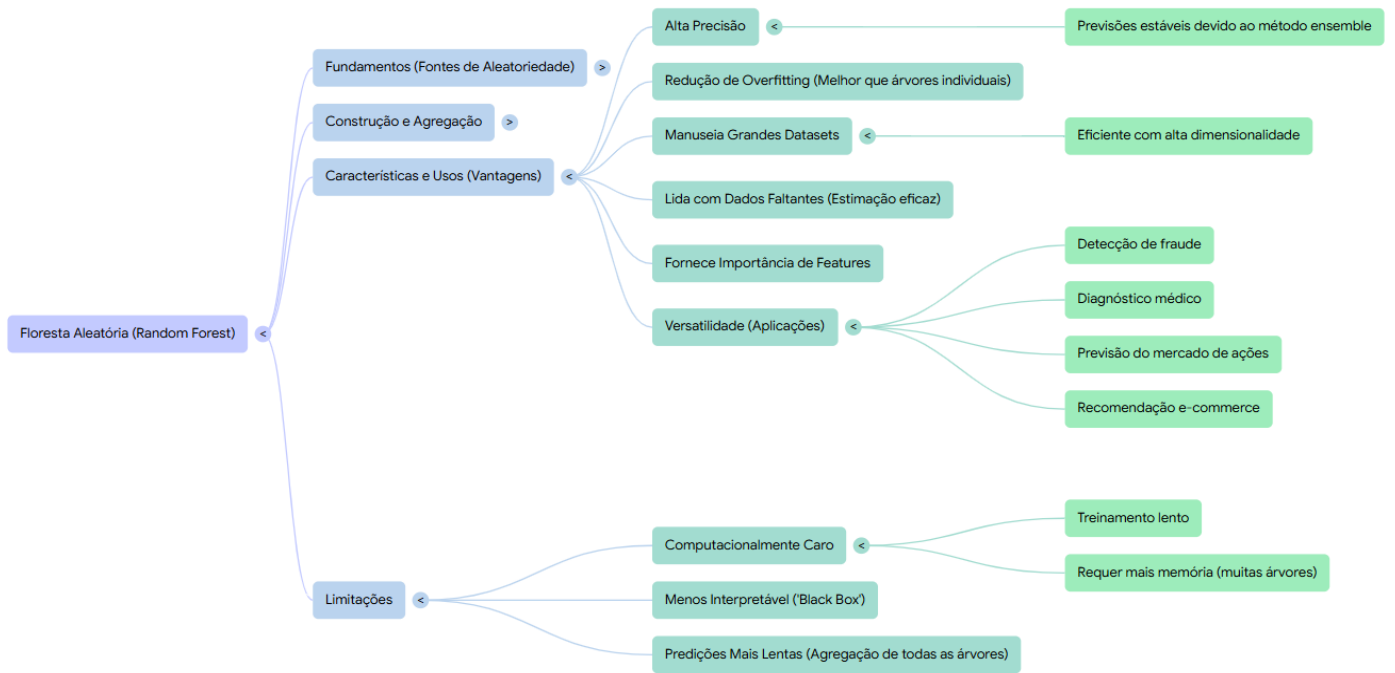 Floresta Aleatória (Random Forest)
<
Fundamentos (Fontes de Aleatoriedade)
>
Construção e Agregação
>
Características e Usos (Vantagens)
<
Alta Precisão
<
Previsões estáveis devido ao método ensemble
Redução de Overfitting (Melhor que árvores individuais)
Manuseia Grandes Datasets
<
Eficiente com alta dimensionalidade
Lida com Dados Faltantes (Estimação eficaz)
Fornece Importância de Features
Versatilidade (Aplicações)
<
Detecção de fraude
Diagnóstico médico
Previsão do mercado de ações
Recomendação e-commerce
Limitações
<
Computacionalmente Caro
<
Treinamento lento
Requer mais memória (muitas árvores)
Menos Interpretável ('Black Box')
Predições Mais Lentas (Agregação de todas as árvores)